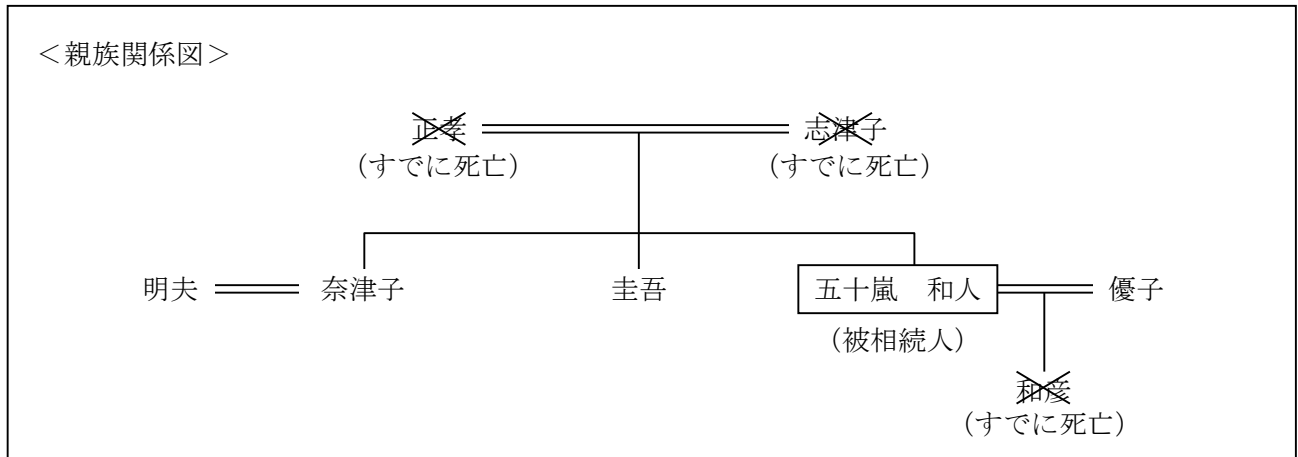 ＜親族関係図＞
正孝 志津子
(すでに死亡) (すでに死亡)
明夫 奈津子 圭吾 五十嵐　和人 優子
(被相続人)
和彦
(すでに死亡)